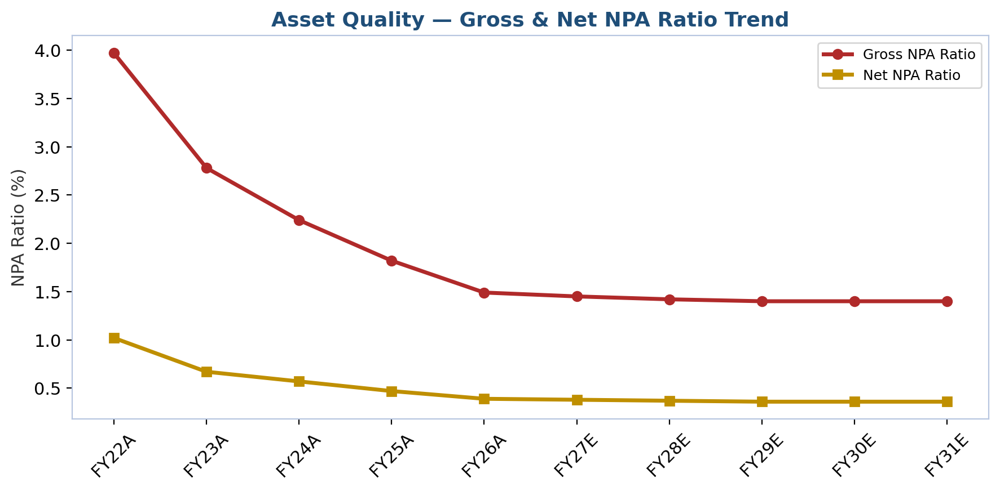 Asset Quality — Gross & Net NPA Ratio Trend
Gross NPA Ratio
Net NPA Ratio
NPA Ratio (%)
4.0
3.5
3.0
2.5
2.0
1.5
1.0
0.5
FY22A
FY23A
FY24A
FY25A
FY26A
FY27E
FY28E
FY29E
FY30E
FY31E